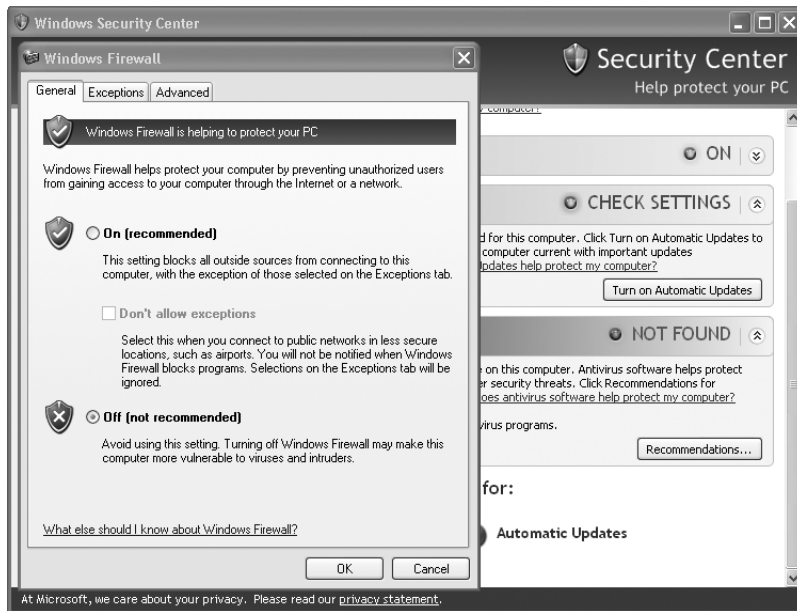 Windows Security Center
Windows Firewall
General
Exceptions
Advanced
Windows Firewall is helping to protect your PC
Windows Firewall helps protect your computer by preventing unauthorized users
from gaining access to your computer through the Internet or a network.
On (recommended)
This setting blocks all outside sources from connecting to this
computer, with the exception of those selected on the Exceptions tab.
Don't allow exceptions
Select this when you connect to public networks in less secure
locations, such as airports. You will not be notified when Windows
Firewall blocks programs. Selections on the Exceptions tab will be
ignored.
Off (not recommended)
Avoid using this setting. Turning off Windows Firewall may make this
computer more vulnerable to viruses and intruders.
What else should I know about Windows Firewall?
OK
Cancel
Security Center
Help protect your PC
computer?
ON
CHECK SETTINGS
for this computer. Click Turn on Automatic Updates to
computer current with important updates
Updates help protect my computer?
Turn on Automatic Updates
NOT FOUND
on this computer. Antivirus software helps protect
security threats. Click Recommendations for
does antivirus software help protect my computer?
virus programs.
Recommendations...
for:
Automatic Updates
At Microsoft, we care about your privacy. Please read our privacy statement.